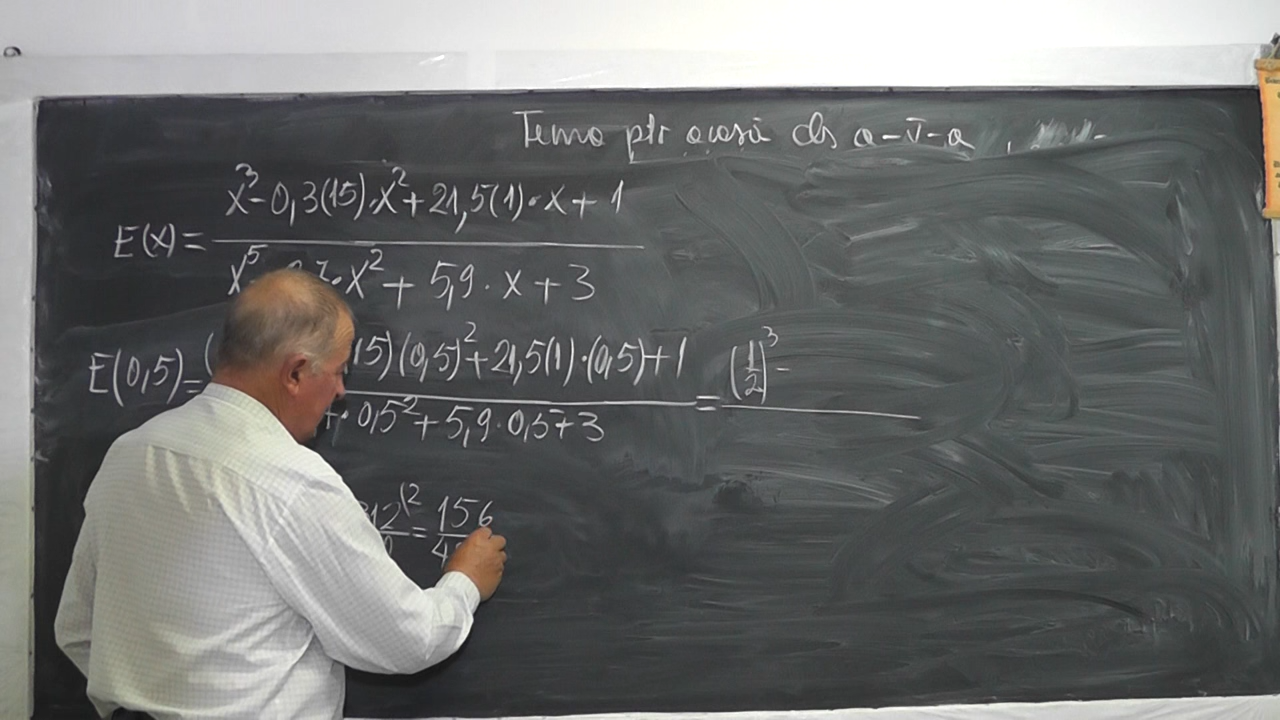 Tema ptr acasă cls a-V-a
E(x) = (x³ - 0,3(15)·x² + 21,5(1)·x + 1) / (x⁵ ·x² + 5,9·x + 3)
E(0,5) = ( 15)(0,5)² + 21,5(1)·(0,5) + 1 / ·0,5² + 5,9·0,5 + 3 = (1/2)³ -
312⁽² = 156